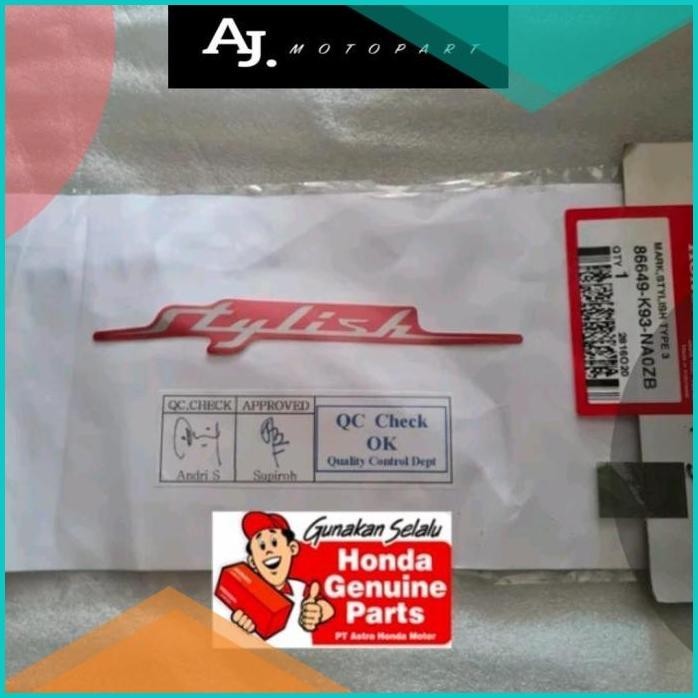 AJ. MOTOPART
Stylish
MARK,STYLISH TYPE 3
86649-K93-NA0ZB
QTY 1
2816O20
QC,CHECK APPROVED
Andri S Supiroh
QC Check
OK
Quality Control Dept
Gunakan Selalu
Honda
Genuine
Parts
PT Astra Honda Motor